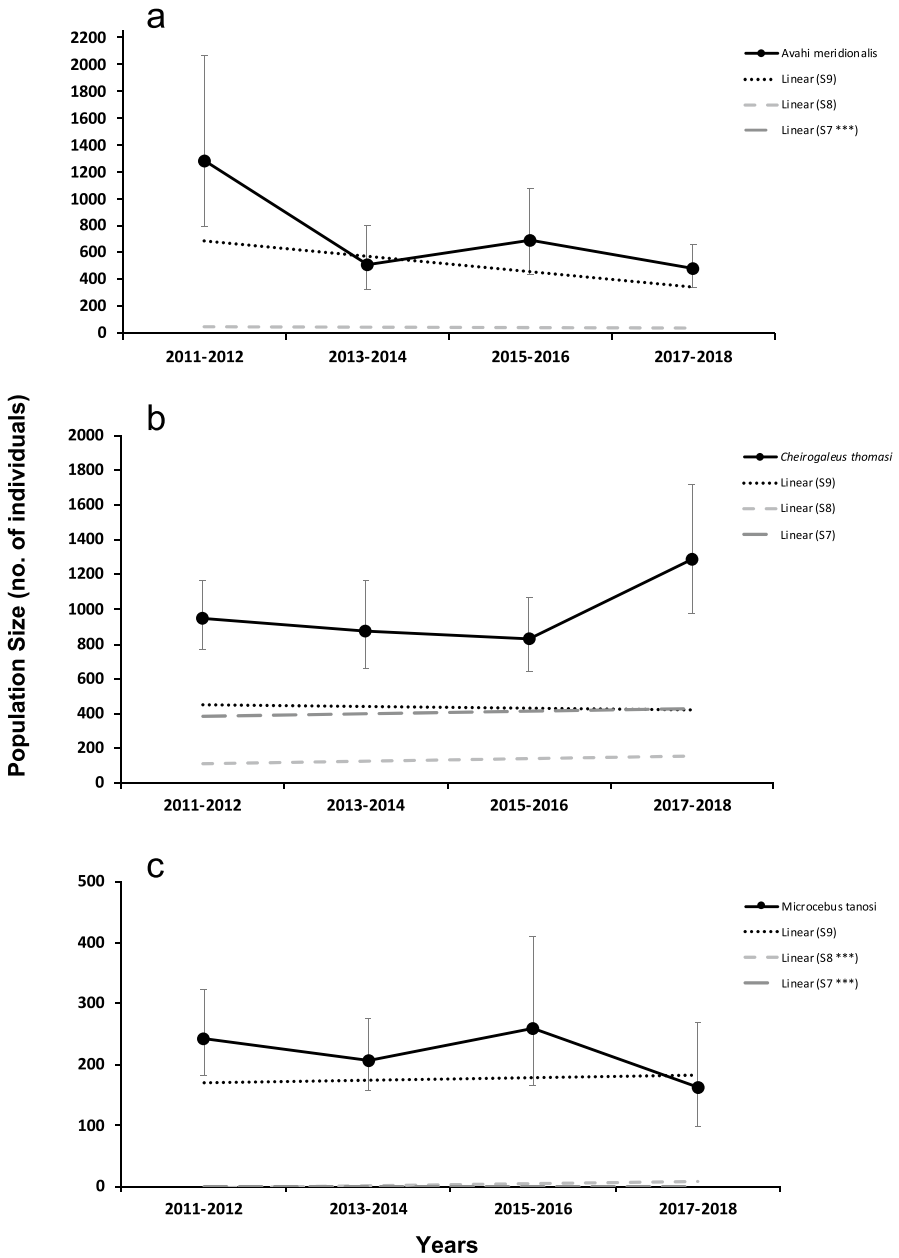 a
2200
2000
1800
1600
1400
1200
1000
800
600
400
200
0
2011-2012 2013-2014 2015-2016 2017-2018
Avahi meridionalis
Linear (S9)
Linear (S8)
Linear (S7 ***)
Population Size (no. of individuals)
b
2000
1800
1600
1400
1200
1000
800
600
400
200
0
2011-2012 2013-2014 2015-2016 2017-2018
Cheirogaleus thomasi
Linear (S9)
Linear (S8)
Linear (S7)
c
500
400
300
200
100
0
2011-2012 2013-2014 2015-2016 2017-2018
Microcebus tanosi
Linear (S9)
Linear (S8 ***)
Linear (S7 ***)
Years